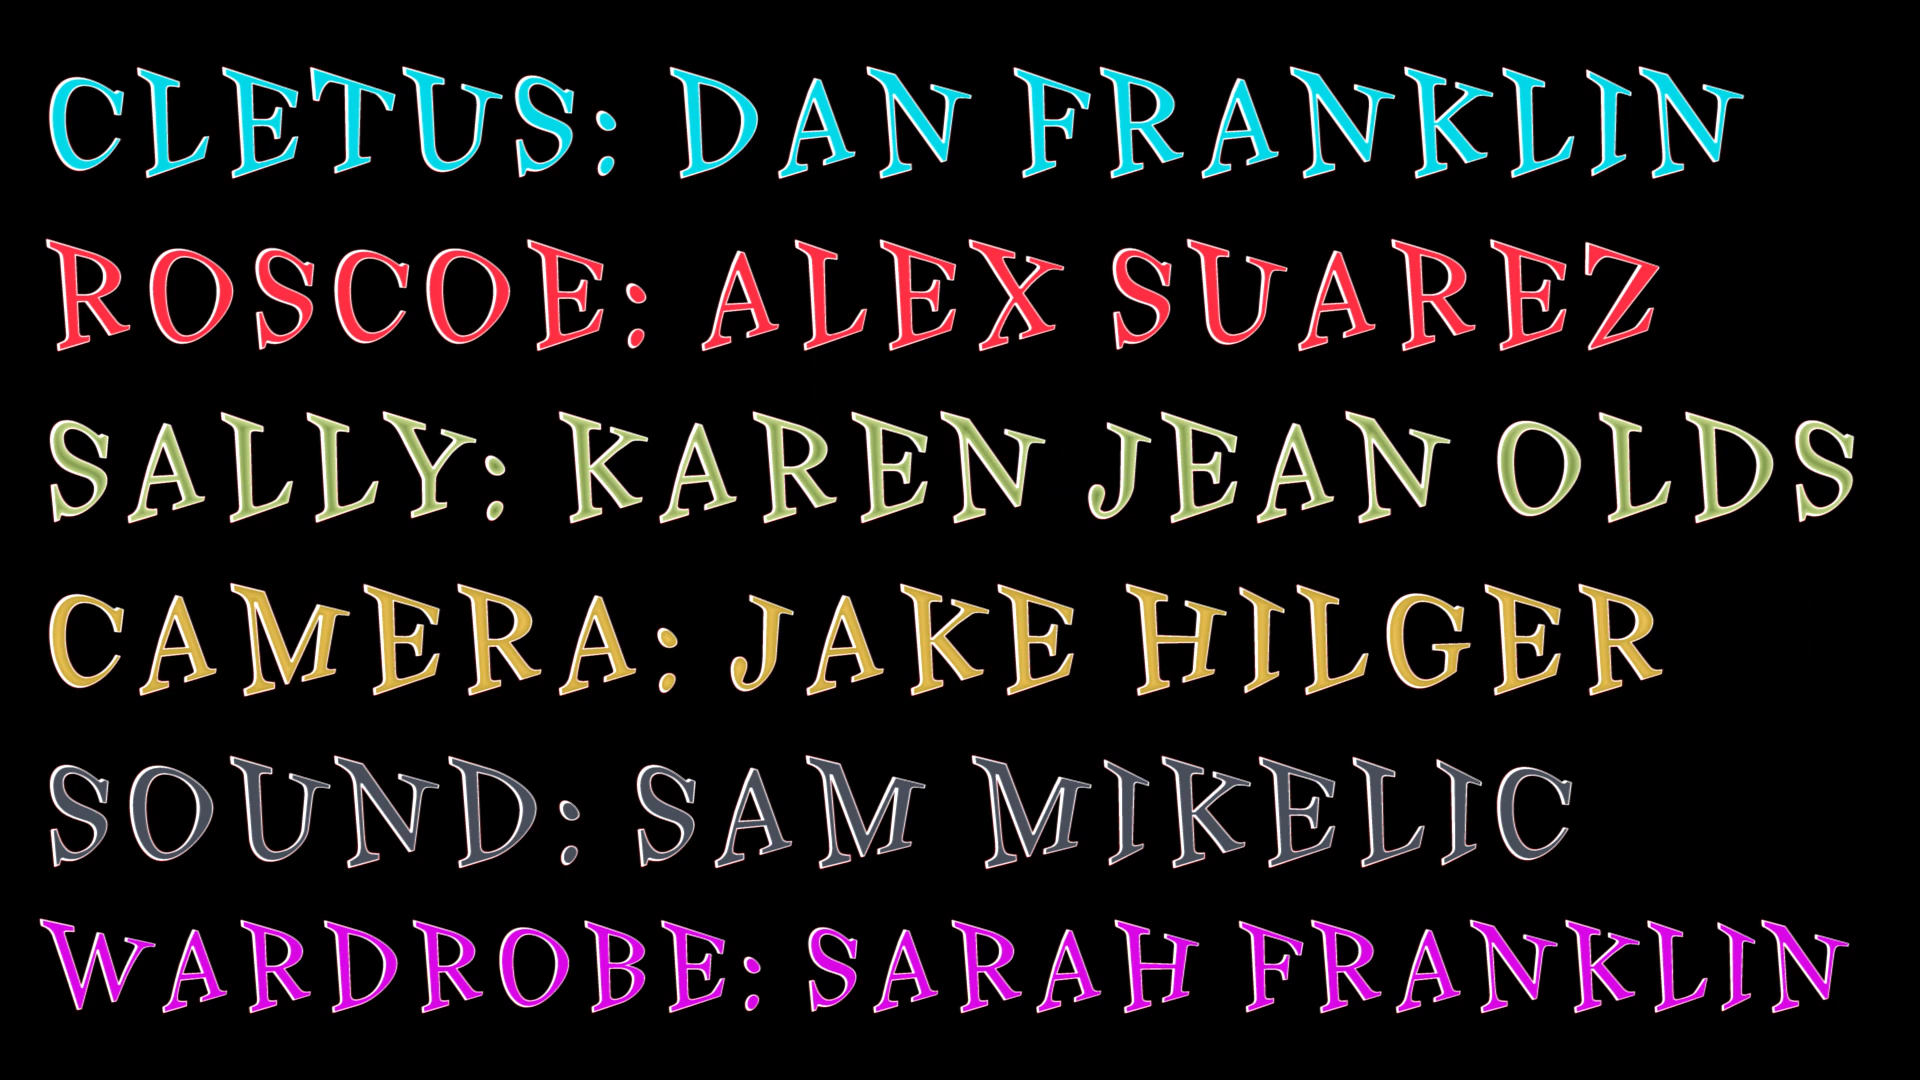 CLETUS: DAN FRANKLIN
ROSCOE: ALEX SUAREZ
SALLY: KAREN JEAN OLDS
CAMERA: JAKE HILGER
SOUND: SAM MIKELIC
WARDROBE: SARAH FRANKLIN